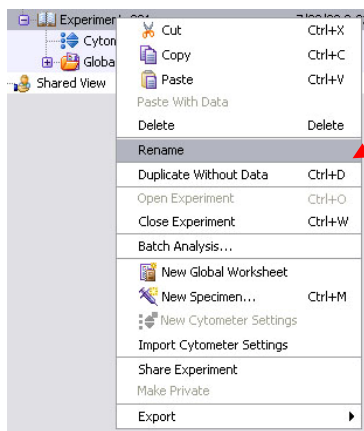 Experiment
Cut Ctrl+X
Cytom
Copy Ctrl+C
Globa
Paste Ctrl+V
Shared View
Paste With Data
Delete Delete
Rename
Duplicate Without Data Ctrl+D
Open Experiment Ctrl+O
Close Experiment Ctrl+W
Batch Analysis...
New Global Worksheet
New Specimen... Ctrl+M
New Cytometer Settings
Import Cytometer Settings
Share Experiment
Make Private
Export